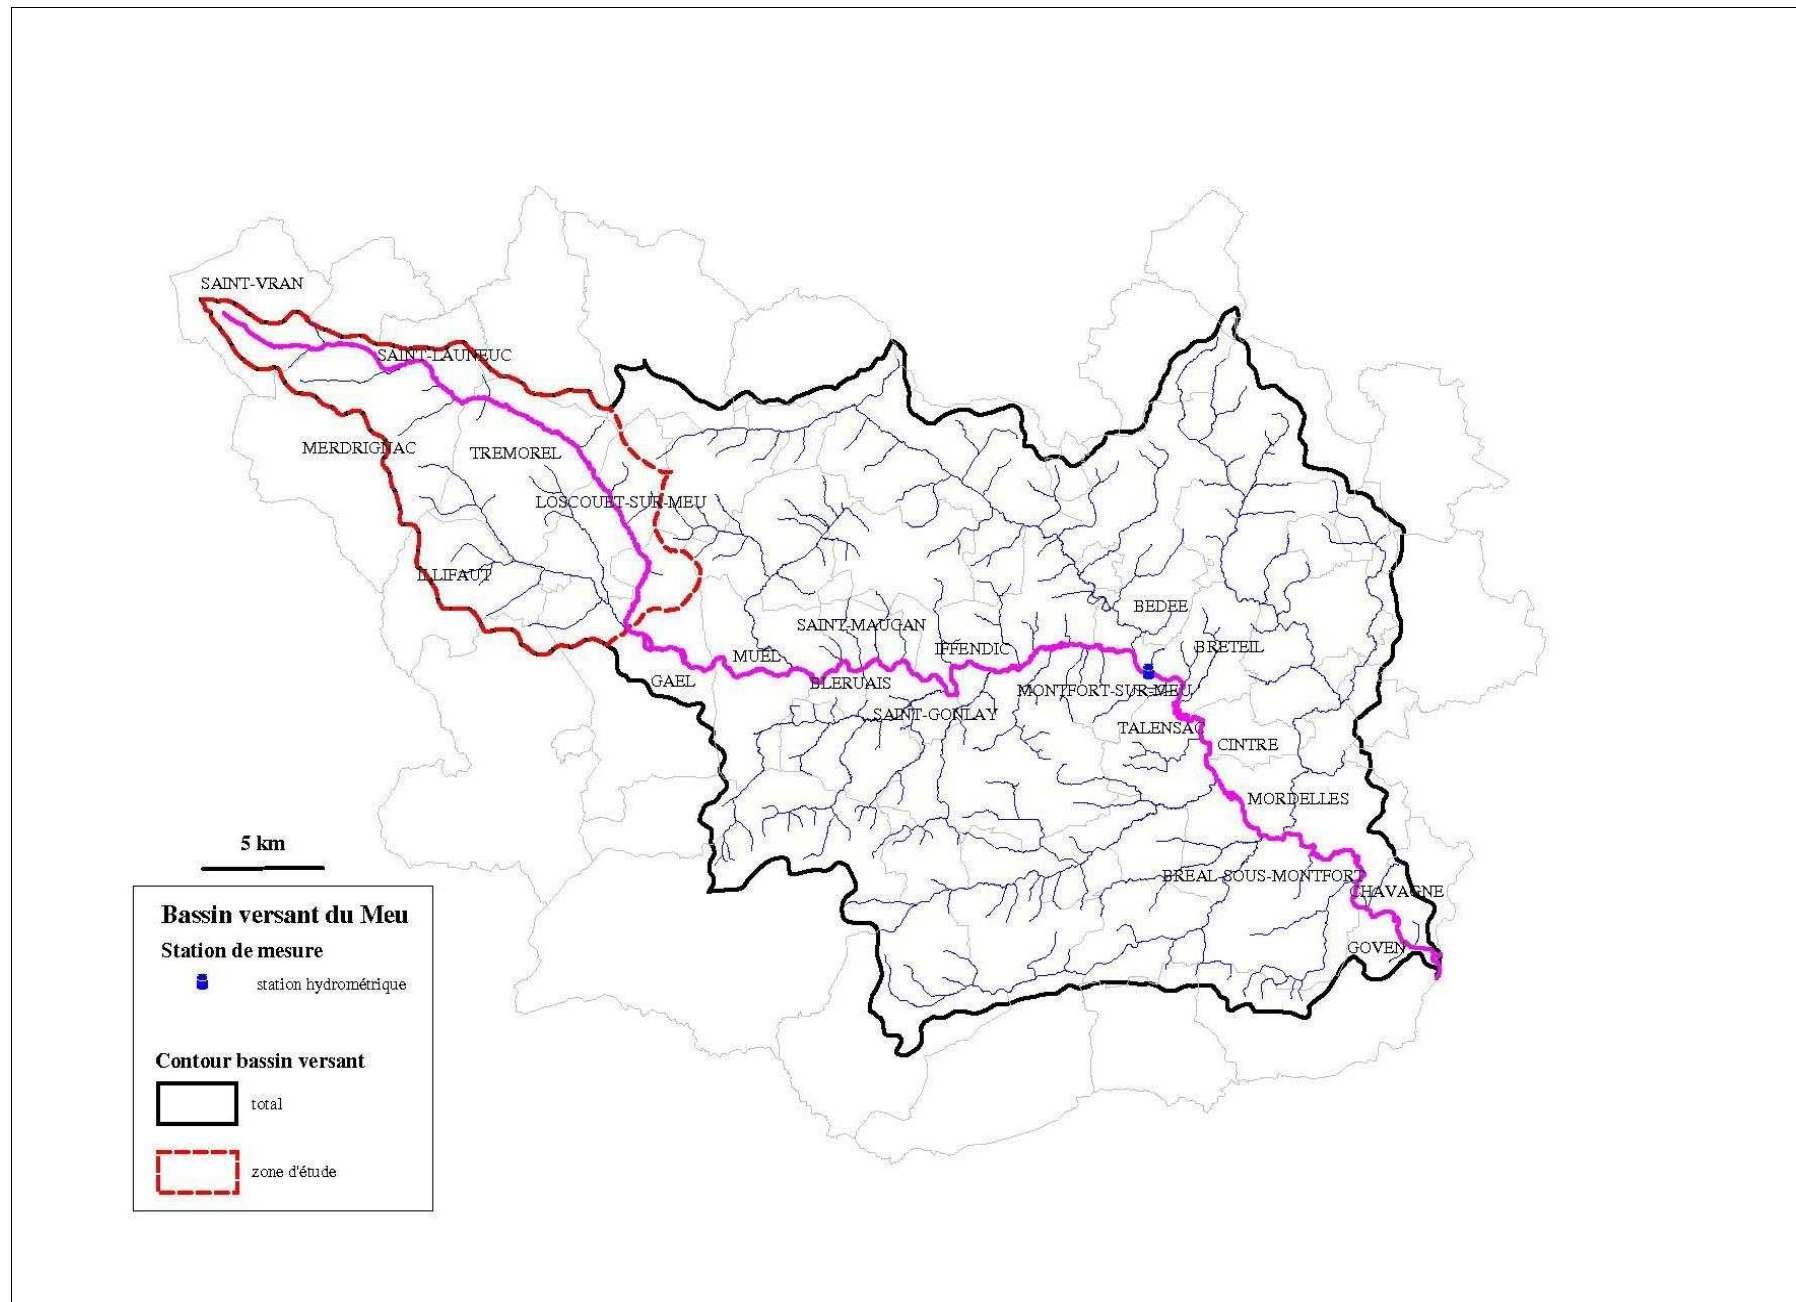 SAINT-VRAN
SAINT-LAUNEUC
MERDRIGNAC
TREMOREL
LOSCOUET-SUR-MEU
ILLIFAUT
BEDEE
SAINT-MAUGAN
BRETEIL
IFFENDIC
MUEL
GAEL
BLERUAIS
MONTFORT-SUR-MEU
SAINT-GONLAY
TALENSAC
CINTRE
MORDELLES
BREAL-SOUS-MONTFORT
CHAVAGNE
GOVEN
5 km
Bassin versant du Meu
Station de mesure
station hydrométrique
Contour bassin versant
total
zone d'étude